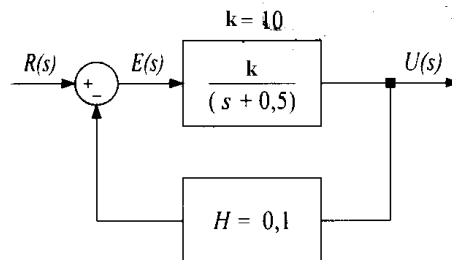 k = 10
R(s)
+
−
E(s)
k
( s + 0,5)
U(s)
H = 0,1